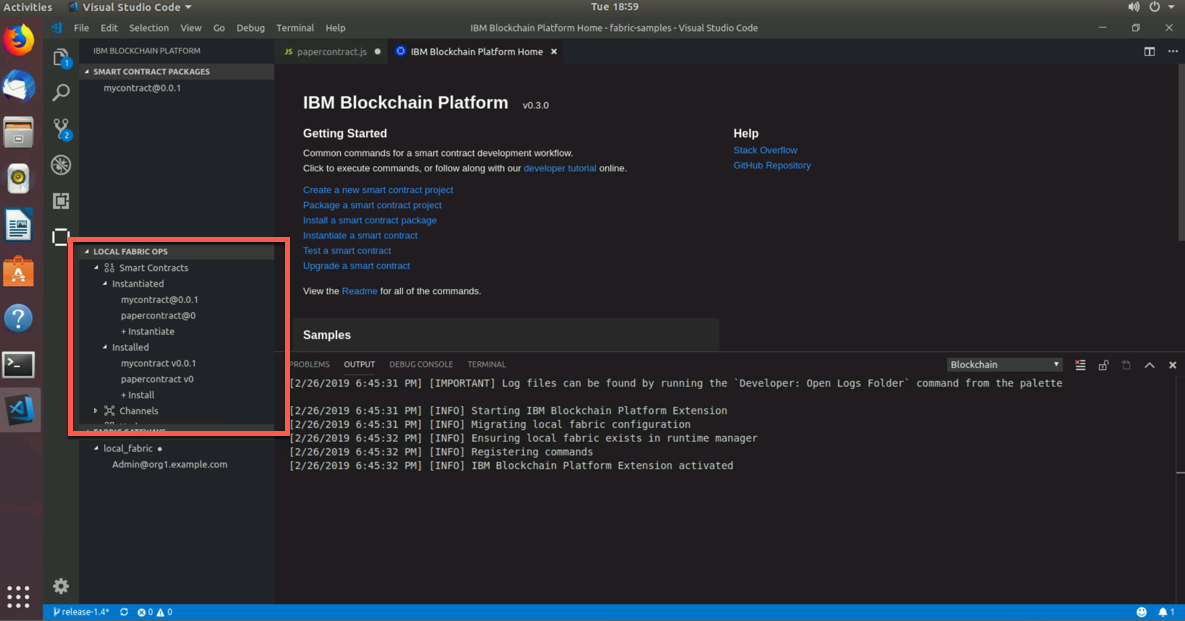 Activities Visual Studio Code Tue 18:59
File Edit Selection View Go Debug Terminal Help IBM Blockchain Platform Home - fabric-samples - Visual Studio Code
IBM BLOCKCHAIN PLATFORM
JS papercontract.js IBM Blockchain Platform Home
SMART CONTRACT PACKAGES
mycontract@0.0.1
1
2
LOCAL FABRIC OPS
Smart Contracts
Instantiated
mycontract@0.0.1
papercontract@0
+ Instantiate
Installed
mycontract v0.0.1
papercontract v0
+ Install
Channels
FABRIC GATEWAYS
local_fabric
Admin@org1.example.com
IBM Blockchain Platform v0.3.0
Getting Started
Common commands for a smart contract development workflow.
Click to execute commands, or follow along with our developer tutorial online.
Create a new smart contract project
Package a smart contract project
Install a smart contract package
Instantiate a smart contract
Test a smart contract
Upgrade a smart contract
View the Readme for all of the commands.
Help
Stack Overflow
GitHub Repository
Samples
PROBLEMS OUTPUT DEBUG CONSOLE TERMINAL Blockchain
[2/26/2019 6:45:31 PM] [IMPORTANT] Log files can be found by running the `Developer: Open Logs Folder` command from the palette
[2/26/2019 6:45:31 PM] [INFO] Starting IBM Blockchain Platform Extension
[2/26/2019 6:45:31 PM] [INFO] Migrating local fabric configuration
[2/26/2019 6:45:32 PM] [INFO] Ensuring local fabric exists in runtime manager
[2/26/2019 6:45:32 PM] [INFO] Registering commands
[2/26/2019 6:45:32 PM] [INFO] IBM Blockchain Platform Extension activated
release-1.4* 0 0 1